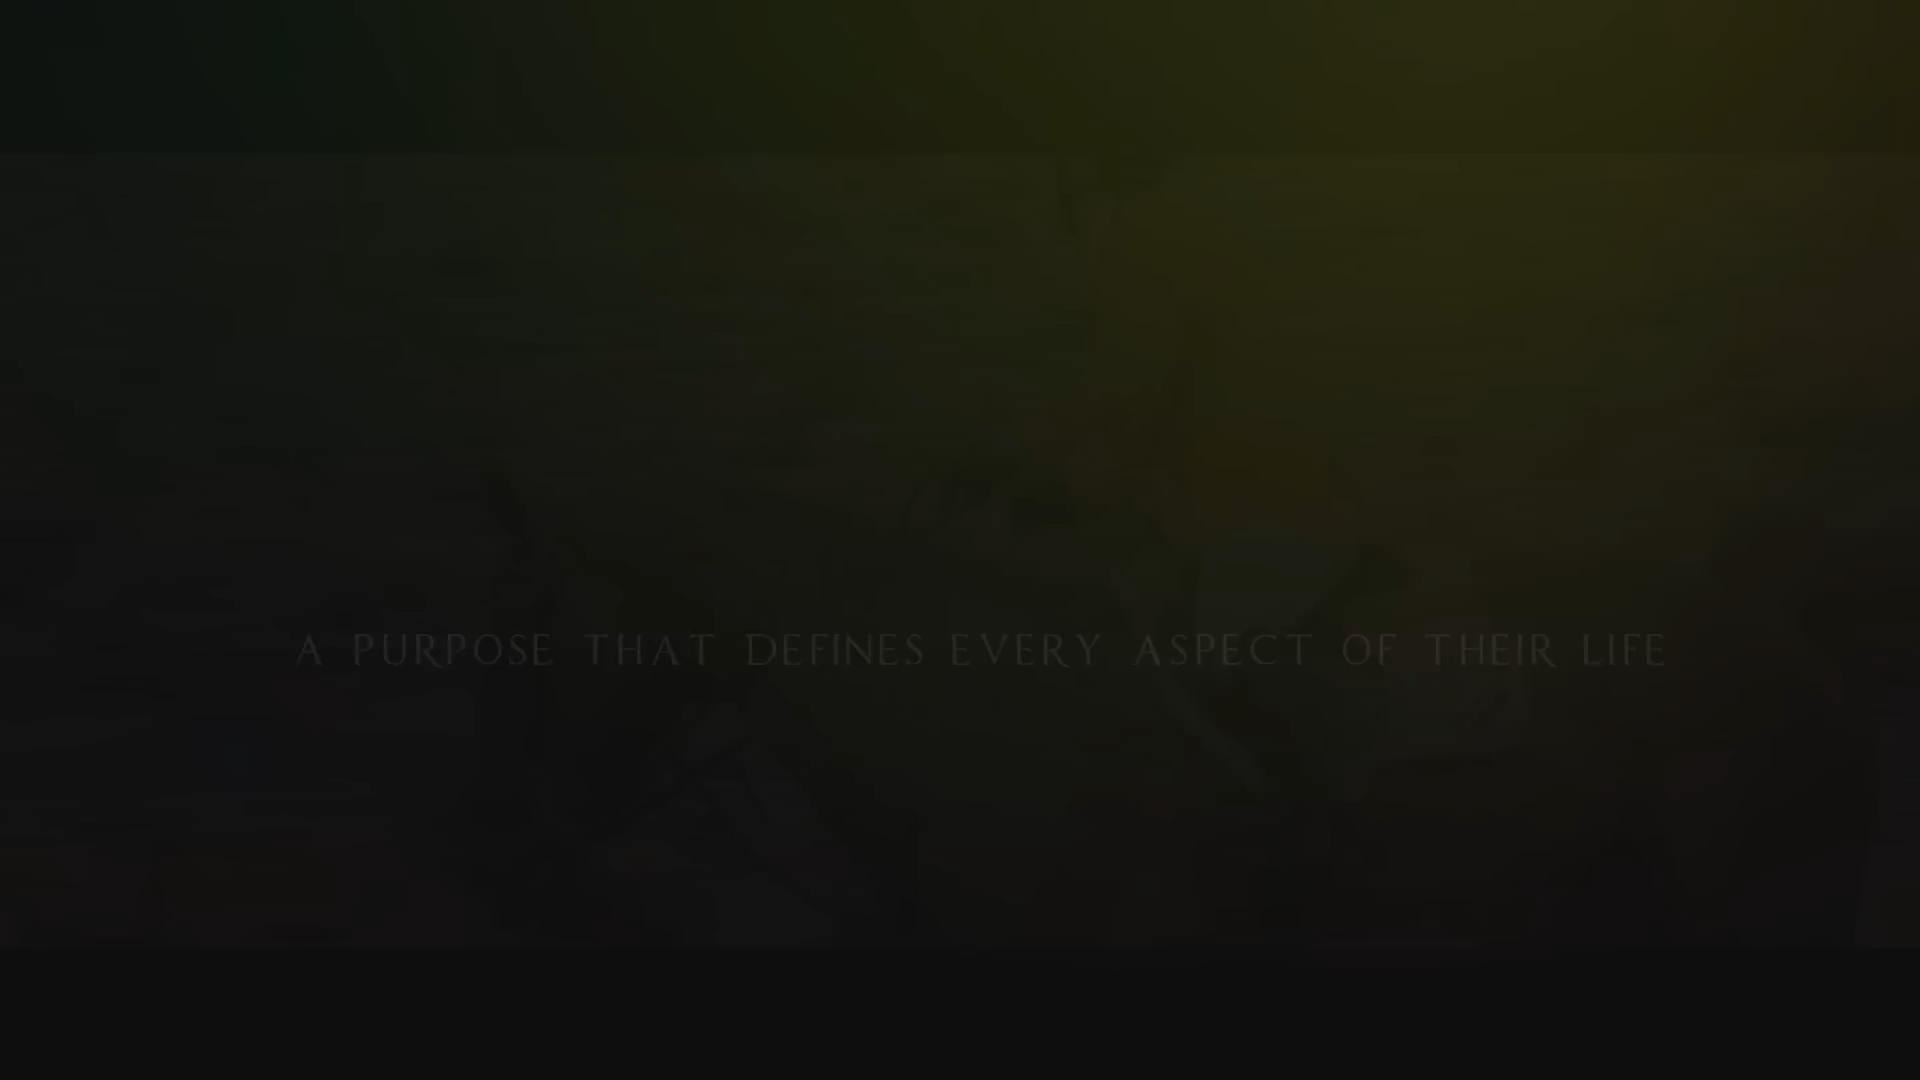 A PURPOSE THAT DEFINES EVERY ASPECT OF THEIR LIFE